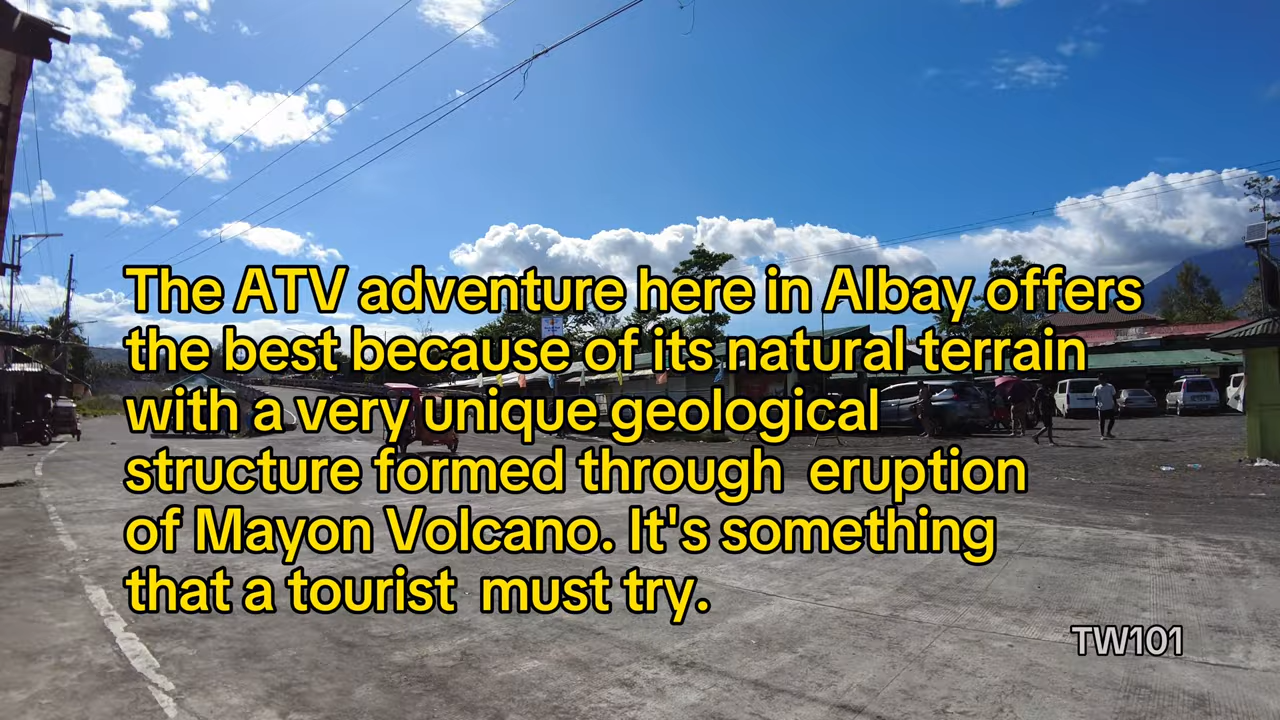 The ATV adventure here in Albay offers
the best because of its natural terrain
with a very unique geological
structure formed through  eruption
of Mayon Volcano. It's something
that a tourist  must try.
TW101